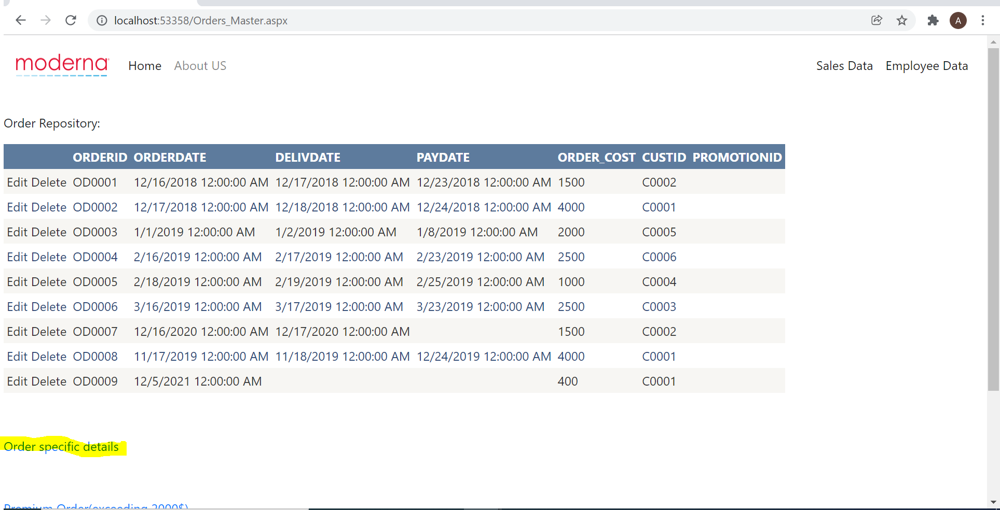 localhost:53358/Orders_Master.aspx
A
moderna Home About US Sales Data Employee Data
Order Repository:
ORDERID ORDERDATE DELIVDATE PAYDATE ORDER_COST CUSTID PROMOTIONID
Edit Delete OD0001 12/16/2018 12:00:00 AM 12/17/2018 12:00:00 AM 12/23/2018 12:00:00 AM 1500 C0002
Edit Delete OD0002 12/17/2018 12:00:00 AM 12/18/2018 12:00:00 AM 12/24/2018 12:00:00 AM 4000 C0001
Edit Delete OD0003 1/1/2019 12:00:00 AM 1/2/2019 12:00:00 AM 1/8/2019 12:00:00 AM 2000 C0005
Edit Delete OD0004 2/16/2019 12:00:00 AM 2/17/2019 12:00:00 AM 2/23/2019 12:00:00 AM 2500 C0006
Edit Delete OD0005 2/18/2019 12:00:00 AM 2/19/2019 12:00:00 AM 2/25/2019 12:00:00 AM 1000 C0004
Edit Delete OD0006 3/16/2019 12:00:00 AM 3/17/2019 12:00:00 AM 3/23/2019 12:00:00 AM 2500 C0003
Edit Delete OD0007 12/16/2020 12:00:00 AM 12/17/2020 12:00:00 AM 1500 C0002
Edit Delete OD0008 11/17/2019 12:00:00 AM 11/18/2019 12:00:00 AM 12/24/2019 12:00:00 AM 4000 C0001
Edit Delete OD0009 12/5/2021 12:00:00 AM 400 C0001
Order specific details
Premium Order(exceeding 2000$)